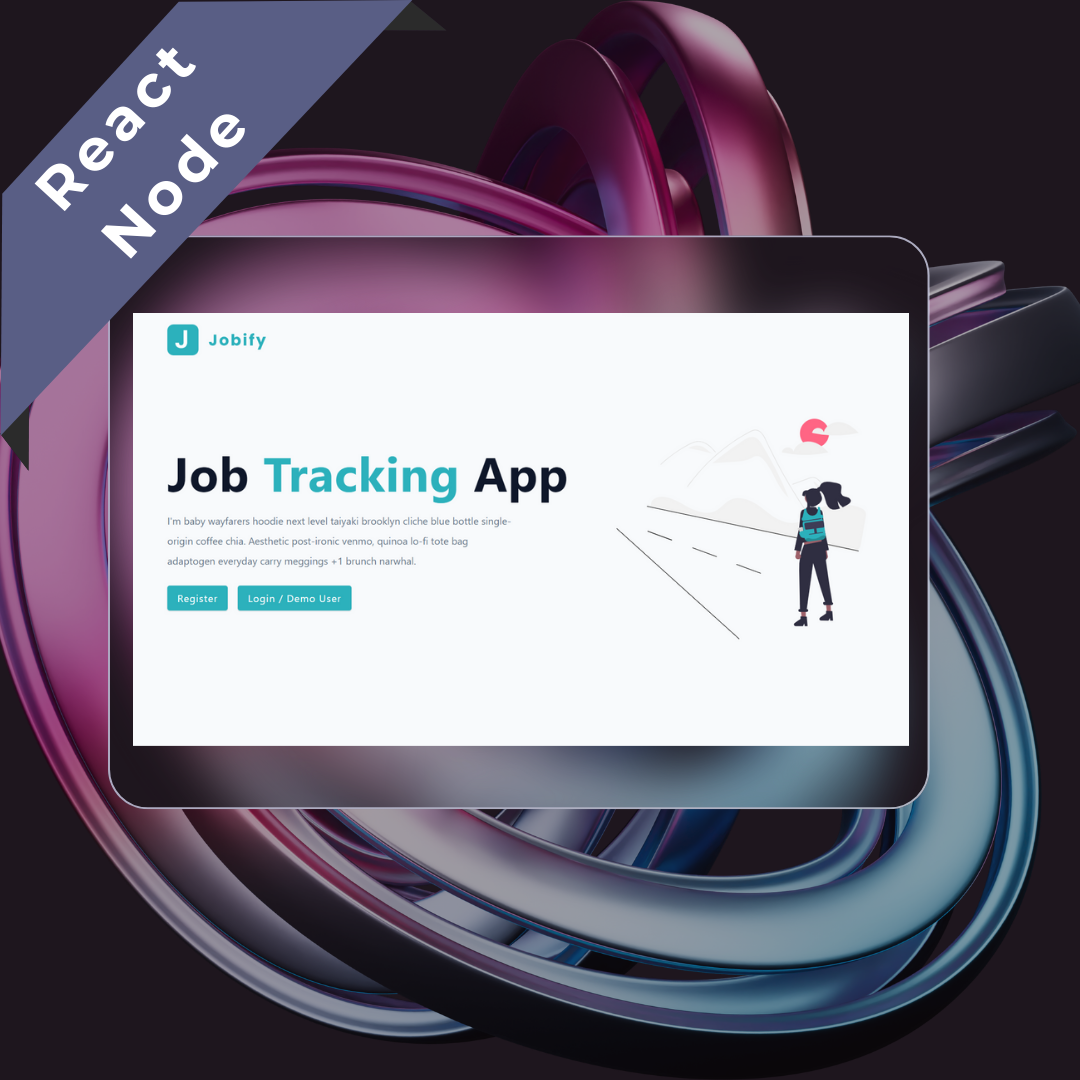 React
Node
J Jobify
Job Tracking App
I'm baby wayfarers hoodie next level taiyaki brooklyn cliche blue bottle single-
origin coffee chia. Aesthetic post-ironic venmo, quinoa lo-fi tote bag
adaptogen everyday carry meggings +1 brunch narwhal.
Register
Login / Demo User